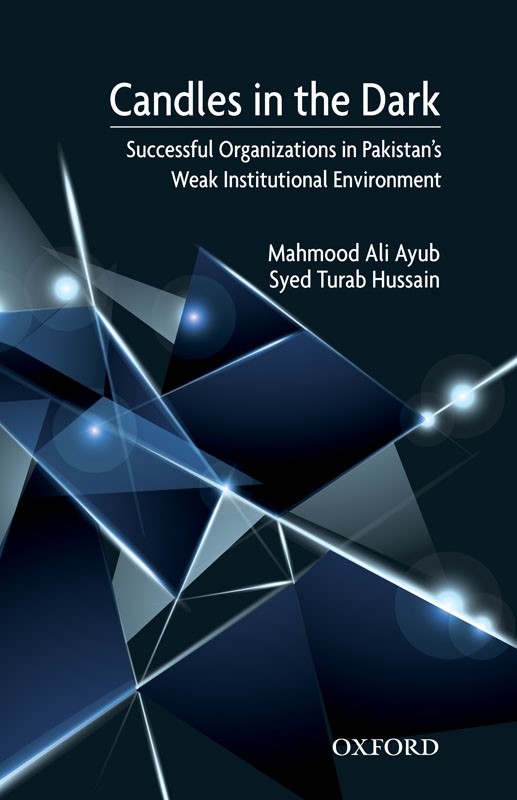 Candles in the Dark
Successful Organizations in Pakistan's
Weak Institutional Environment
Mahmood Ali Ayub
Syed Turab Hussain
OXFORD